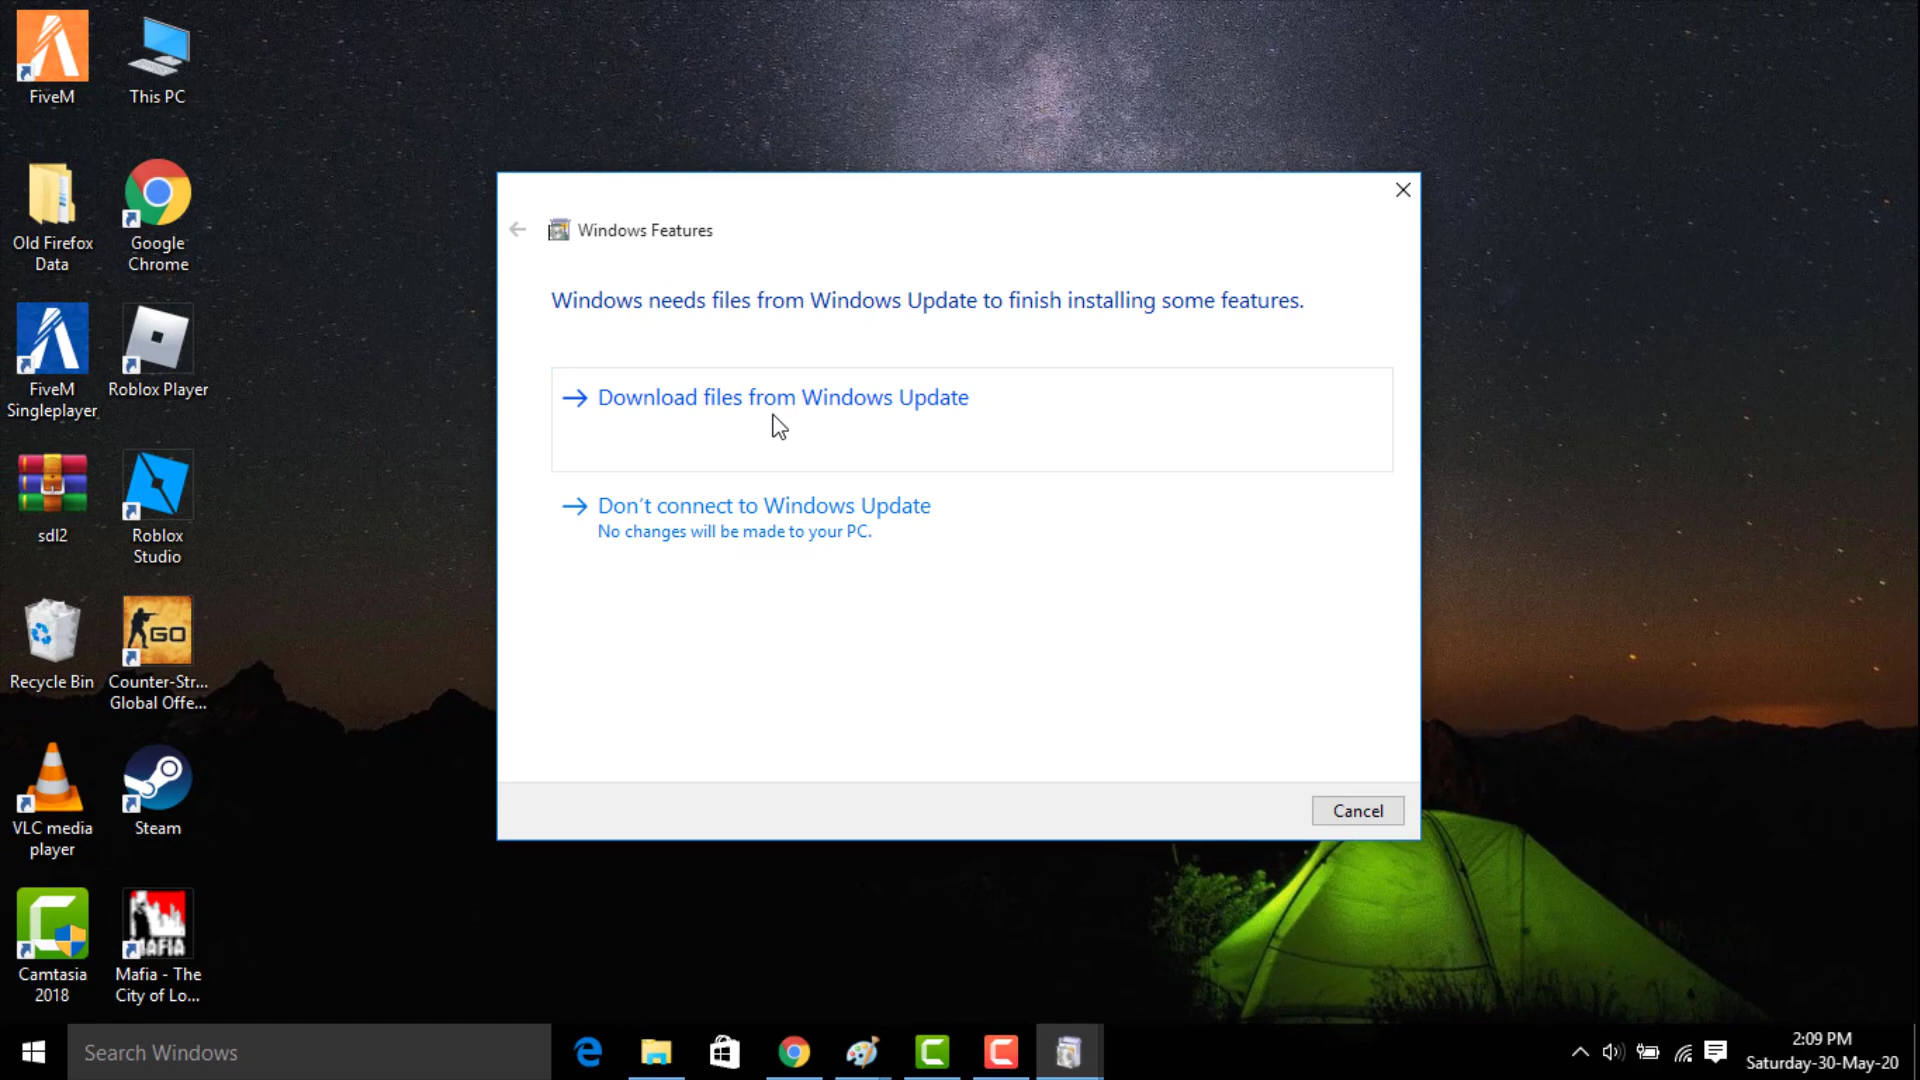 FiveM
This PC
Old Firefox
Data
Google
Chrome
FiveM
Singleplayer
Roblox Player
sdl2
Roblox
Studio
Recycle Bin
GO
Counter-Str...
Global Offe...
VLC media
player
Steam
Camtasia
2018
MAFIA
Mafia - The
City of Lo...
Windows Features
Windows needs files from Windows Update to finish installing some features.
Download files from Windows Update
Don't connect to Windows Update
No changes will be made to your PC.
Cancel
Search Windows
2:09 PM
Saturday-30-May-20